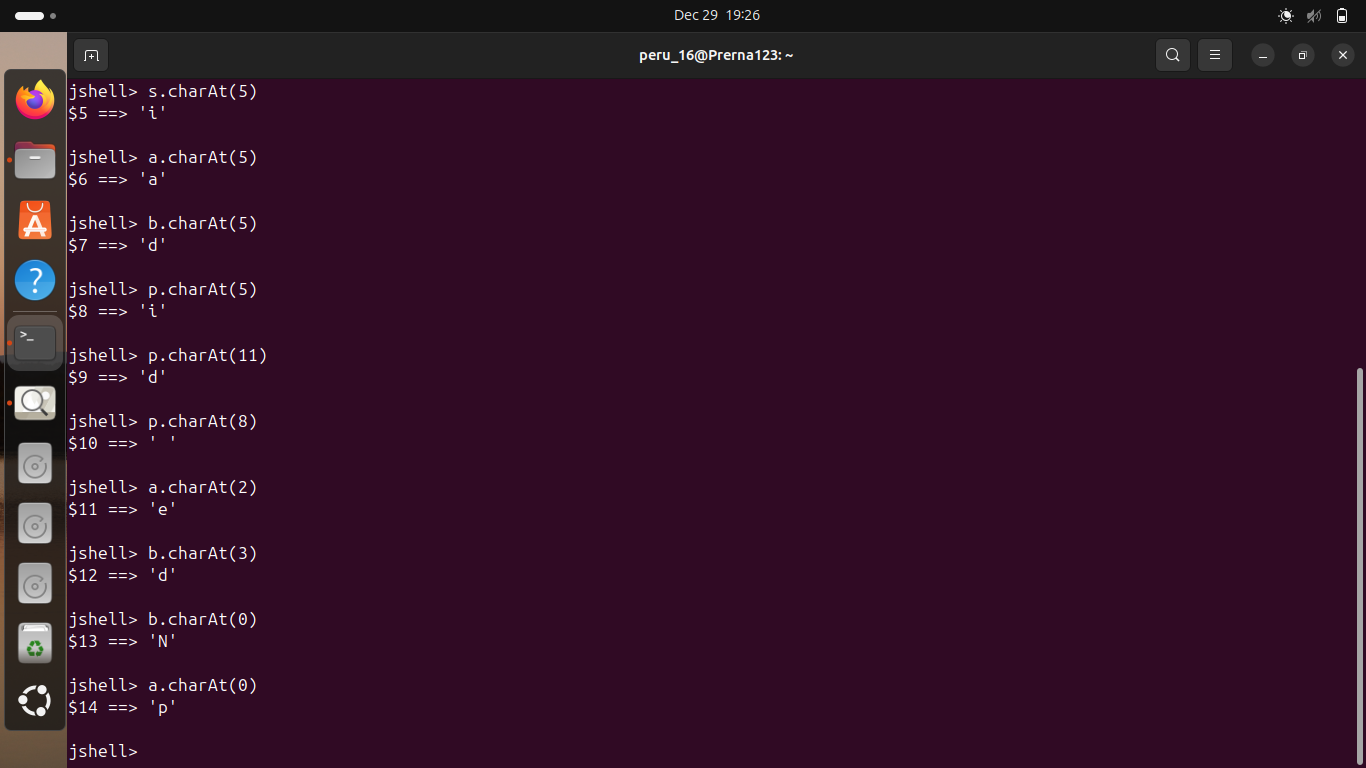 Dec 29 19:26
peru_16@Prerna123: ~
jshell> s.charAt(5)
$5 ==> 'i'
jshell> a.charAt(5)
$6 ==> 'a'
jshell> b.charAt(5)
$7 ==> 'd'
jshell> p.charAt(5)
$8 ==> 'i'
jshell> p.charAt(11)
$9 ==> 'd'
jshell> p.charAt(8)
$10 ==> ' '
jshell> a.charAt(2)
$11 ==> 'e'
jshell> b.charAt(3)
$12 ==> 'd'
jshell> b.charAt(0)
$13 ==> 'N'
jshell> a.charAt(0)
$14 ==> 'p'
jshell>